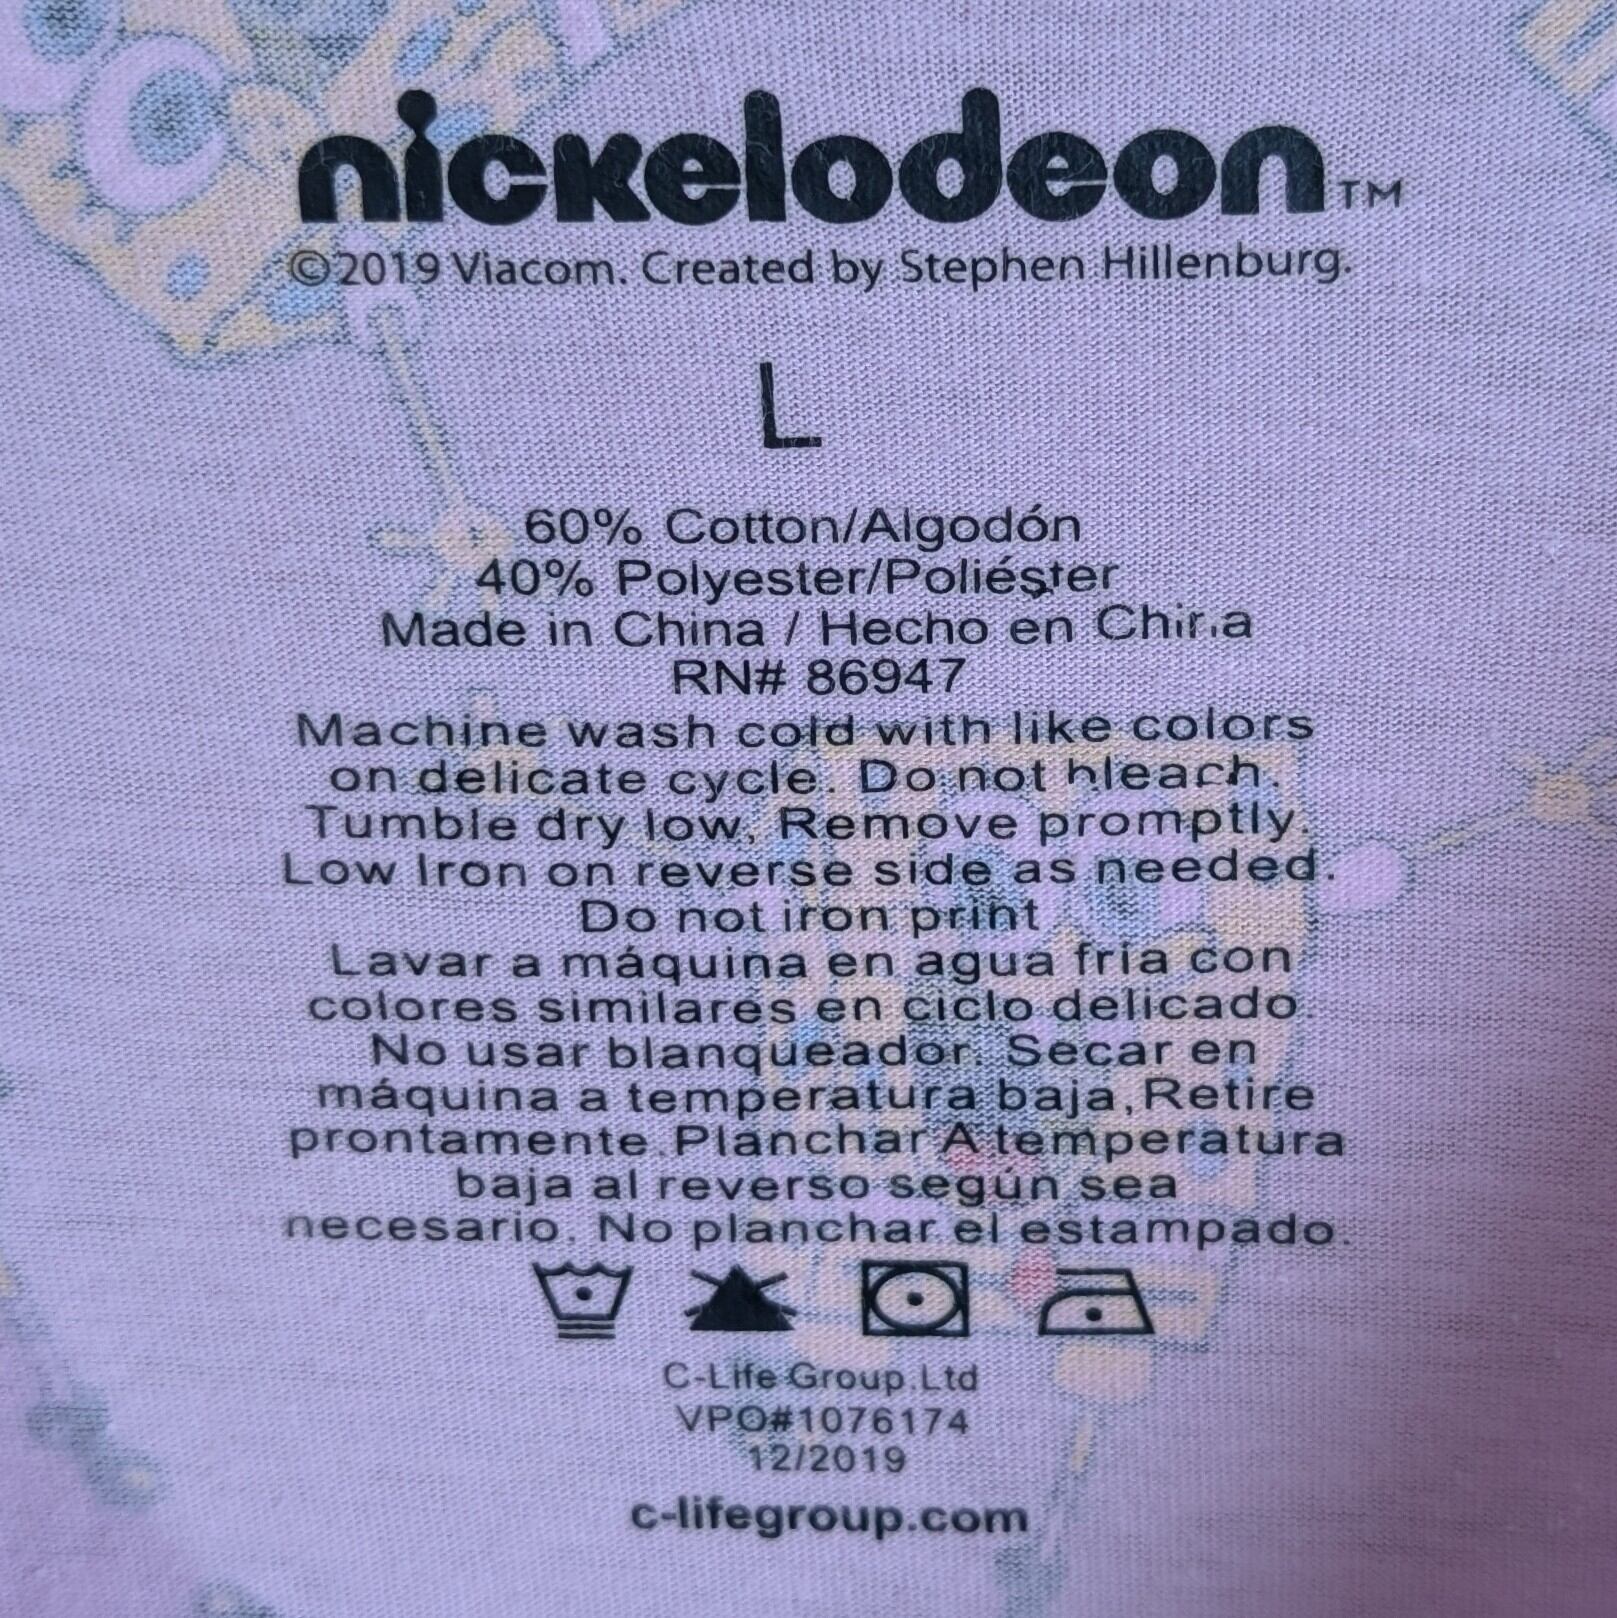 nickelodeon™
©2019 Viacom. Created by Stephen Hillenburg.
L
60% Cotton/Algodón
40% Polyester/Poliéster
Made in China / Hecho en China
RN# 86947
Machine wash cold with like colors
on delicate cycle. Do not bleach.
Tumble dry low, Remove promptly.
Low Iron on reverse side as needed.
Do not iron print
Lavar a máquina en agua fría con
colores similares en ciclo delicado.
No usar blanqueador. Secar en
máquina a temperatura baja,Retire
prontamente.Planchar A temperatura
baja al reverso según sea
necesario. No planchar el estampado.
C-Life Group.Ltd
VPO#1076174
12/2019
c-lifegroup.com